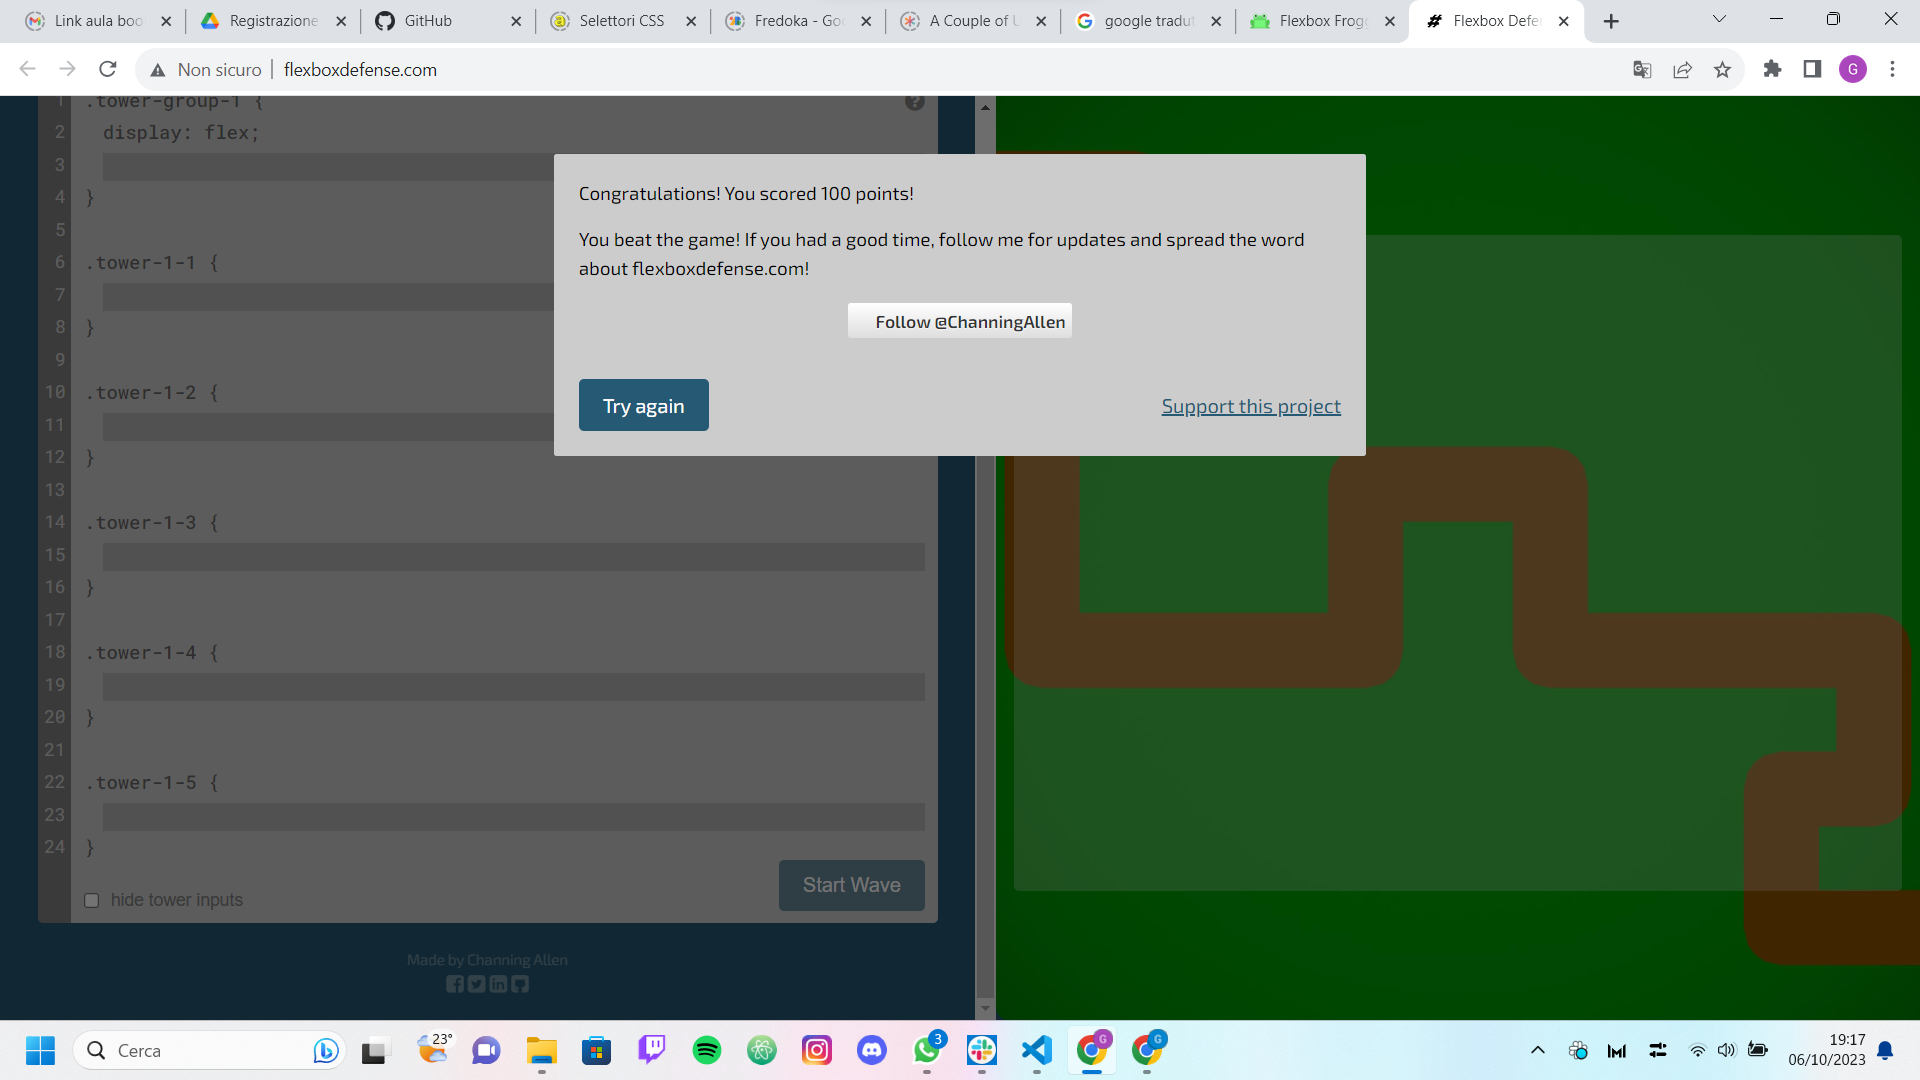 Link aula boo
Registrazione
GitHub
Selettori CSS
Fredoka - Goo
A Couple of U
google tradut
Flexbox Frogg
Flexbox Defen
Non sicuro
flexboxdefense.com
G
1 .tower-group-1 {
2 display: flex;
3
4 }
5
6 .tower-1-1 {
7
8 }
9
10 .tower-1-2 {
11
12 }
13
14 .tower-1-3 {
15
16 }
17
18 .tower-1-4 {
19
20 }
21
22 .tower-1-5 {
23
24 }
hide tower inputs
Start Wave
Made by Channing Allen
Congratulations! You scored 100 points!
You beat the game! If you had a good time, follow me for updates and spread the word
about flexboxdefense.com!
Follow @ChanningAllen
Try again
Support this project
Cerca
23°
3
G
G
19:17
06/10/2023